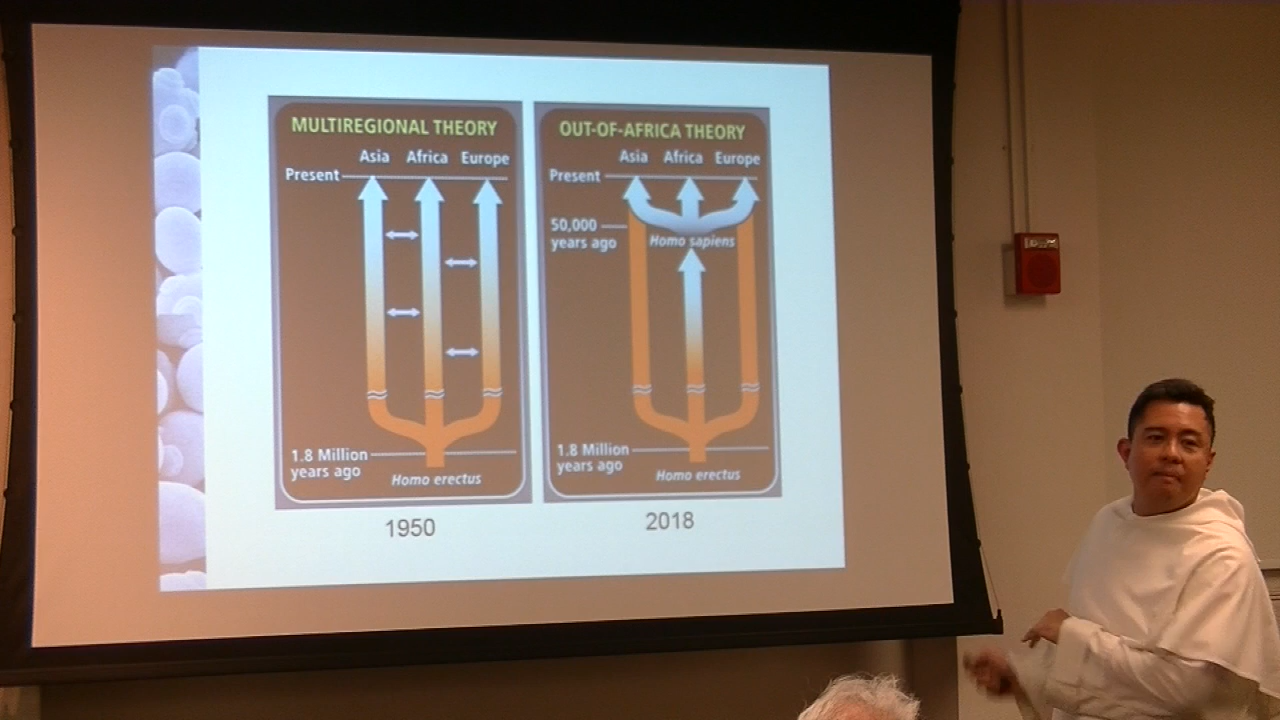 MULTIREGIONAL THEORY
Asia Africa Europe
Present
1.8 Million
years ago
Homo erectus
1950
OUT-OF-AFRICA THEORY
Asia Africa Europe
Present
50,000
years ago
Homo sapiens
1.8 Million
years ago
Homo erectus
2018